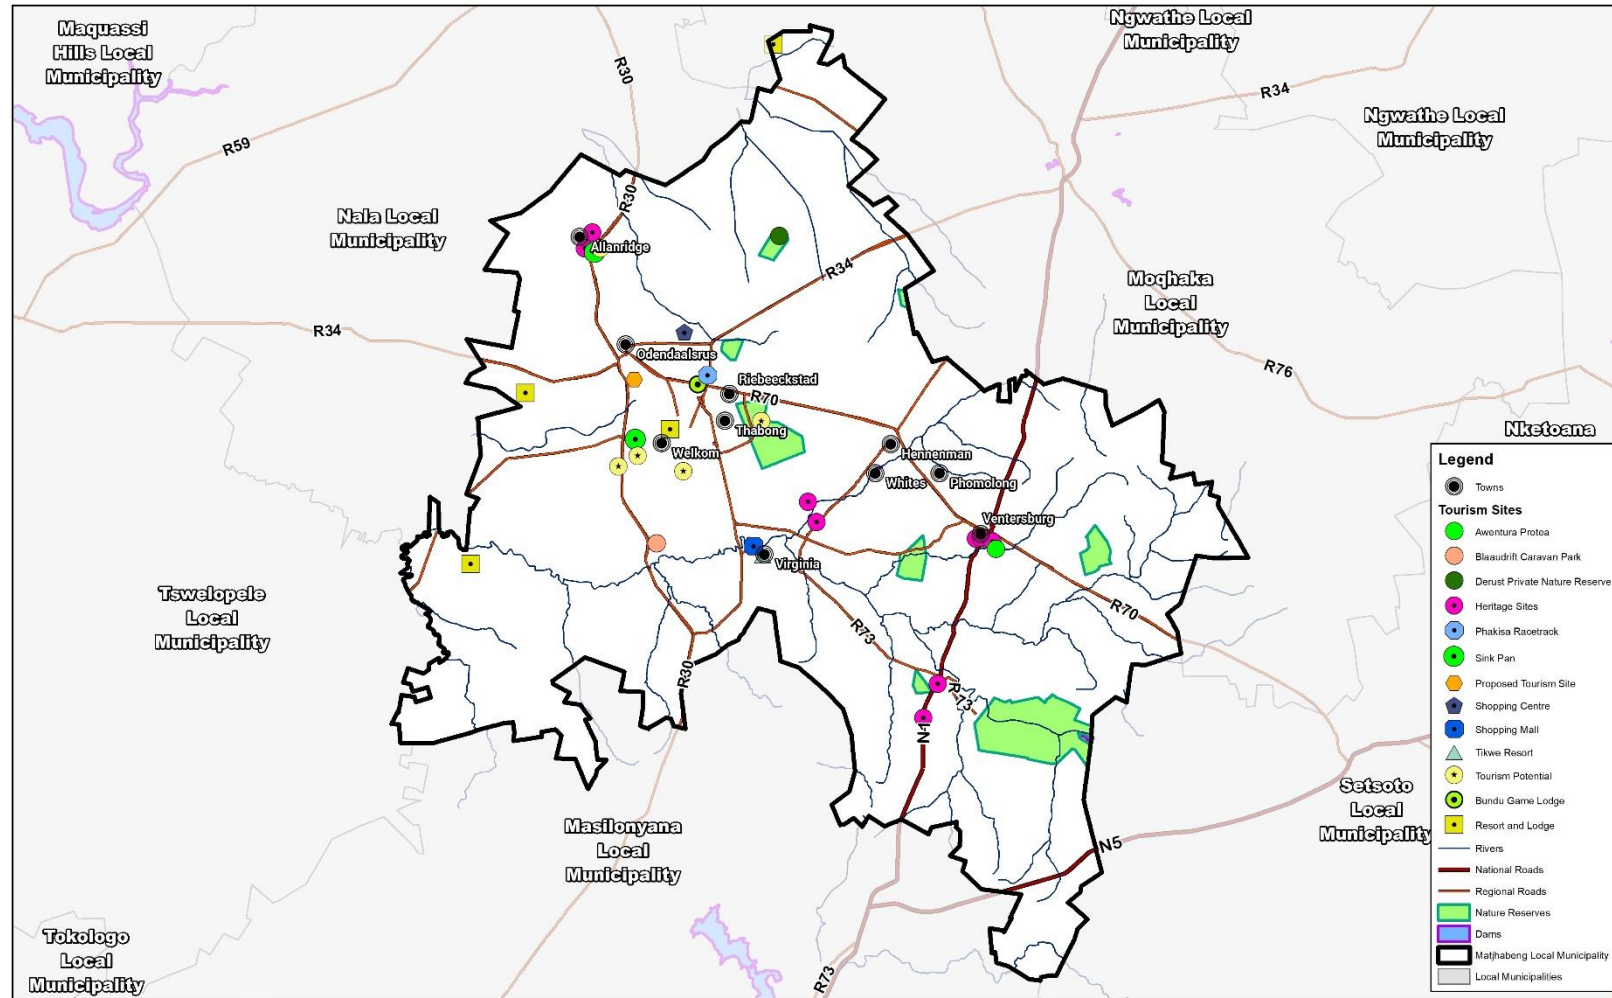 Maquassi
Hills Local
Municipality
Ngwathe Local
Municipality
R30
R34
Ngwathe Local
Municipality
R59
R30
Nala Local
Municipality
Allanridge
R34
Moqhaka
Local
Municipality
R34
Odendaalsrus
R76
Riebeeckstad
R70
Thabong
Welkom
Hennenman
Whites
Phomolong
Nketoana
Ventersburg
Virginia
Tswelopele
Local
Municipality
R70
R73
R30
R73
N1
Setsoto
Local
Municipality
Masilonyana
Local
Municipality
N5
Tokologo
Local
Municipality
R73
Legend
Towns
Tourism Sites
Awentura Protea
Blaaudrift Caravan Park
Derust Private Nature Reserve
Heritage Sites
Phakisa Racetrack
Sink Pan
Proposed Tourism Site
Shopping Centre
Shopping Mall
Tikwe Resort
Tourism Potential
Bundu Game Lodge
Resort and Lodge
Rivers
National Roads
Regional Roads
Nature Reserves
Dams
Matjhabeng Local Municipality
Local Municipalities